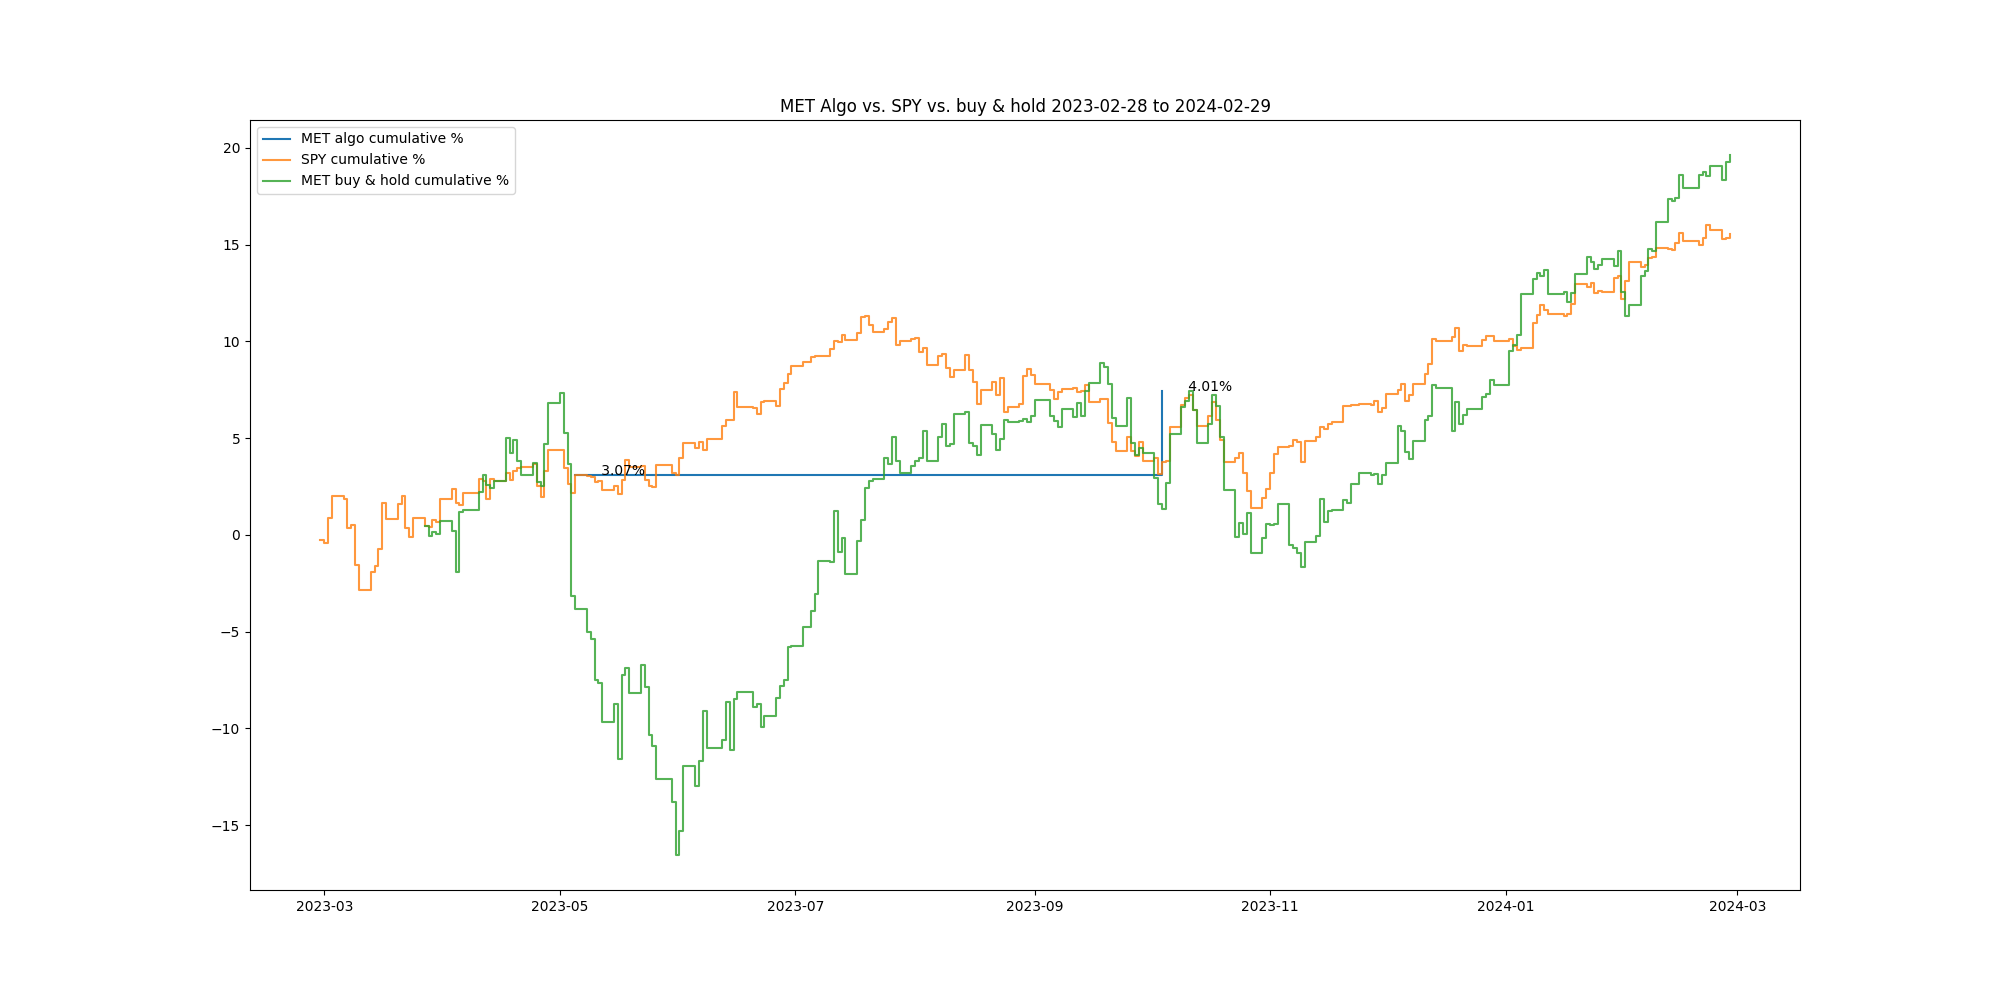 MET Algo vs. SPY vs. buy & hold 2023-02-28 to 2024-02-29
MET algo cumulative %
SPY cumulative %
MET buy & hold cumulative %
20
15
10
5
0
−5
−10
−15
3.07%
4.01%
2023-03 2023-05 2023-07 2023-09 2023-11 2024-01 2024-03